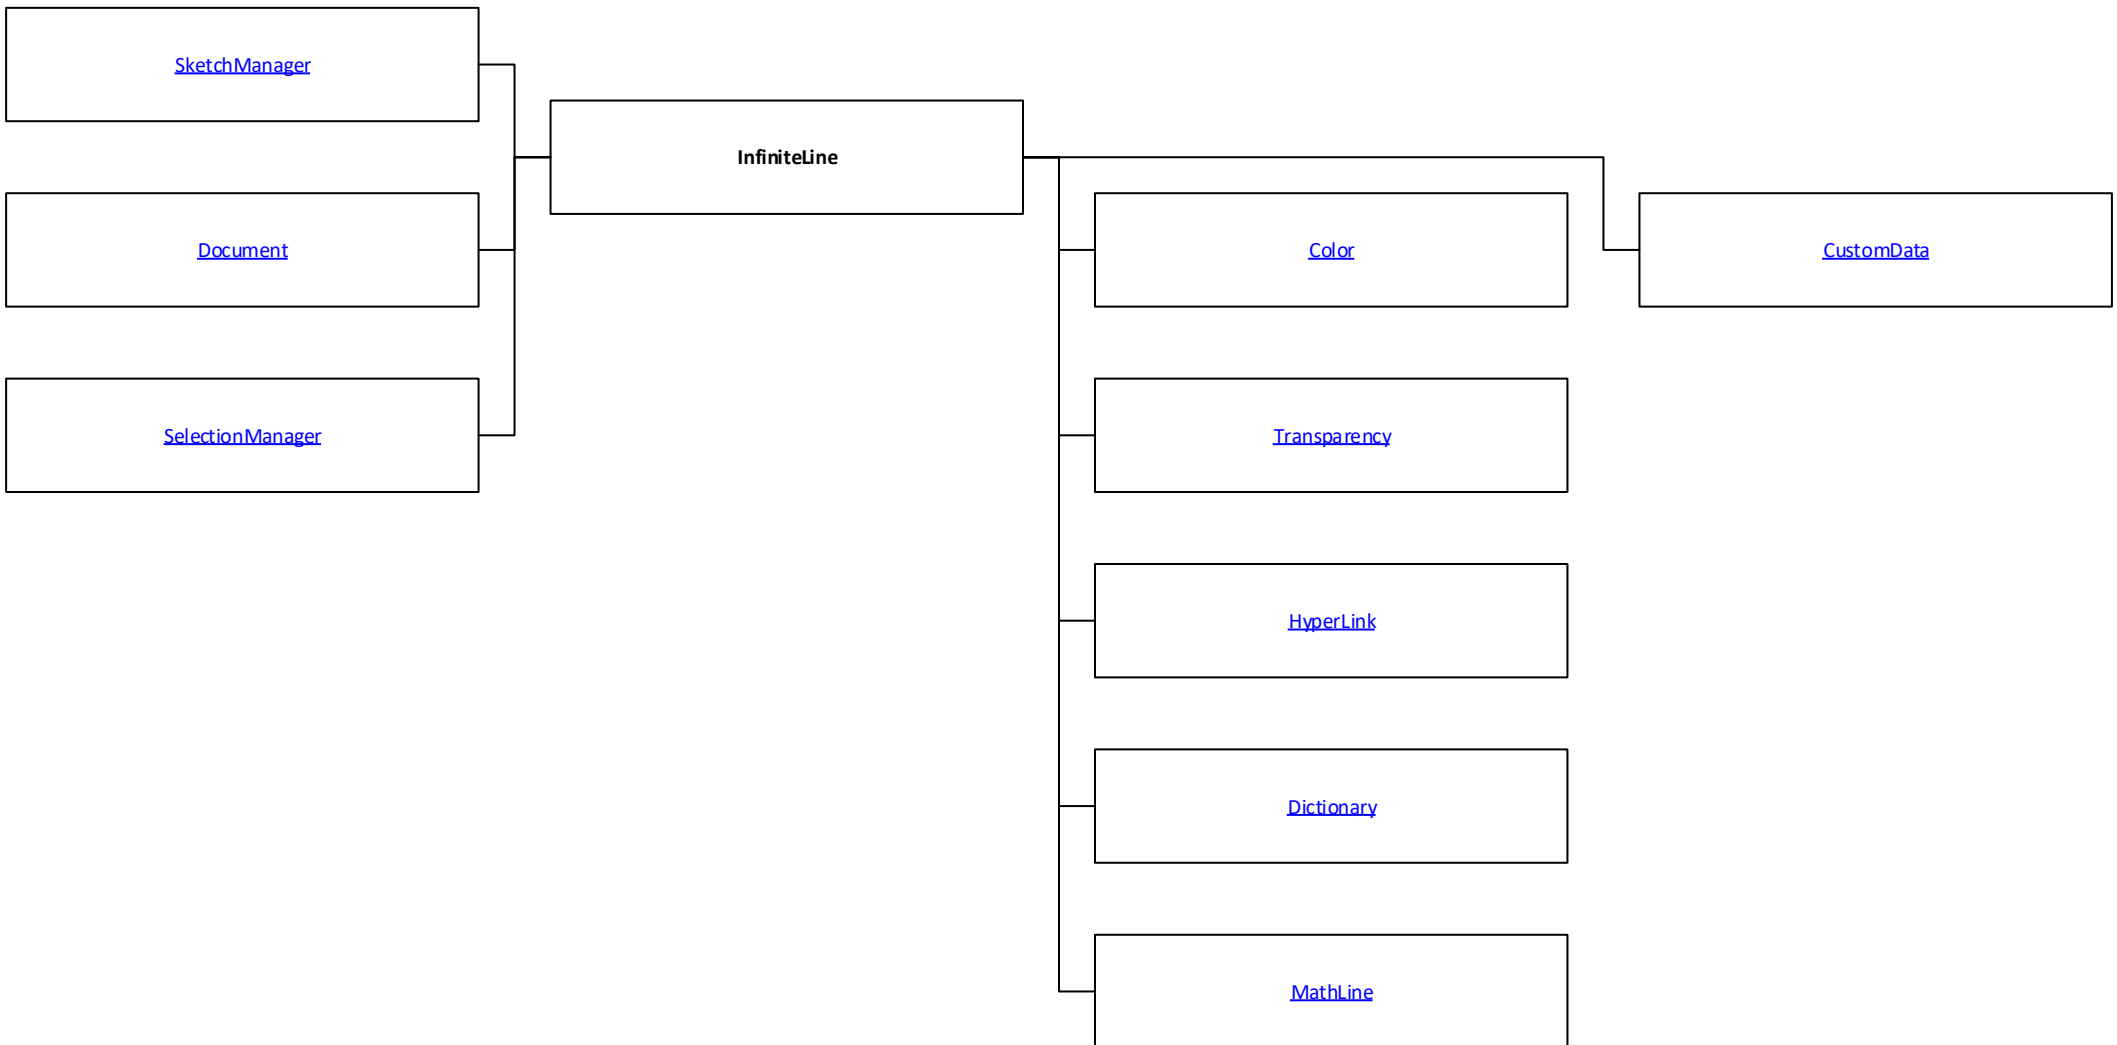 SketchManager
InfiniteLine
Document
Color
CustomData
SelectionManager
Transparency
HyperLink
Dictionary
MathLine